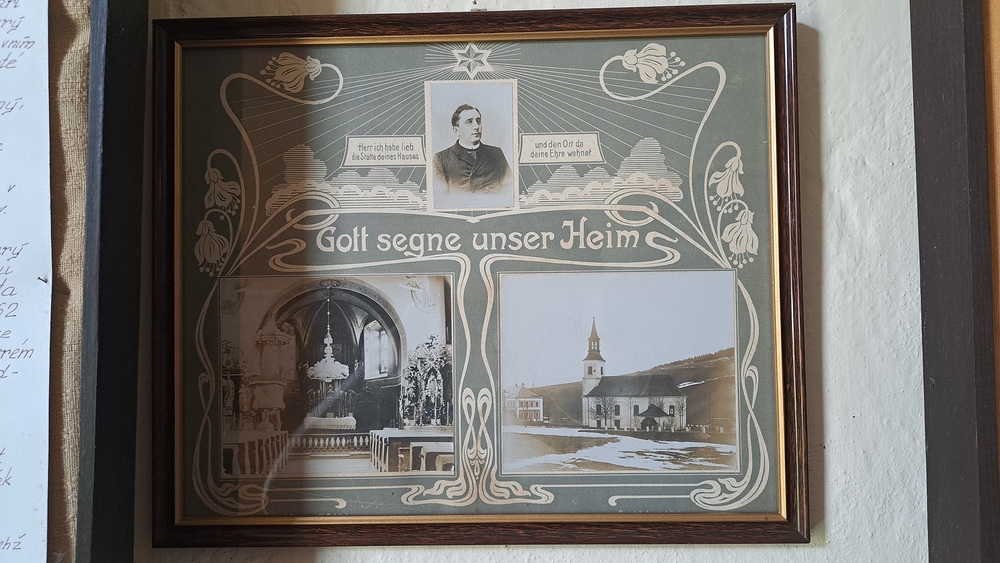 Herr ich habe lieb
die Stätte deines Hauses
und den Ort da
deine Ehre wohnet
Gott segne unser Heim